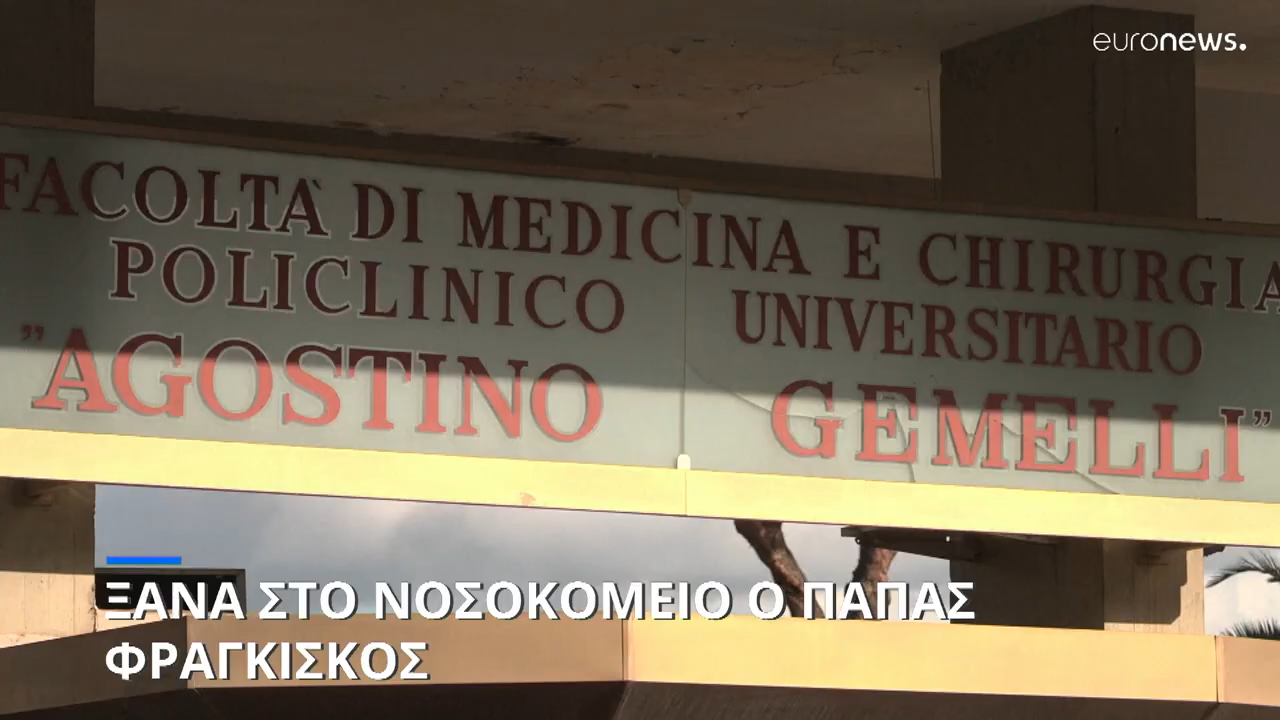 euronews.
FACOLTÀ DI MEDICINA E CHIRURGIA
POLICLINICO UNIVERSITARIO
"AGOSTINO GEMELLI"
ΞΑΝΑ ΣΤΟ ΝΟΣΟΚΟΜΕΙΟ Ο ΠΑΠΑΣ
ΦΡΑΓΚΙΣΚΟΣ